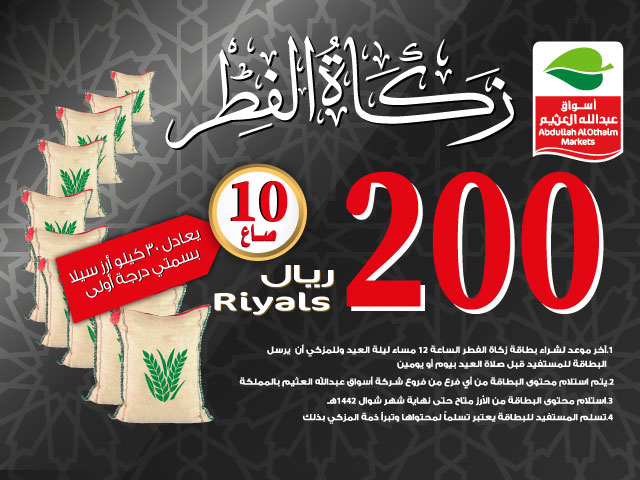 زكاة الفطر
أسواق
عبدالله العثيم
Abdullah AlOthaim
Markets
200
10
صاع
ريال
Riyals
يعادل ٣٠ كيلو أرز سيلا
بسمتي درجة أولى
1.آخر موعد لشراء بطاقة زكاة الفطر الساعة 12 مساء ليلة العيد وللمزكي أن يرسل
البطاقة للمستفيد قبل صلاة العيد بيوم أو يومين
2.يتم استلام محتوى البطاقة من أي فرع من فروع شركة أسواق عبدالله العثيم بالمملكة
3.استلام محتوى البطاقة من الأرز متاح حتى نهاية شهر شوال 1442هـ
4.تسلم المستفيد للبطاقة يعتبر تسلماً لمحتواها وتبرأ ذمة المزكي بذلك